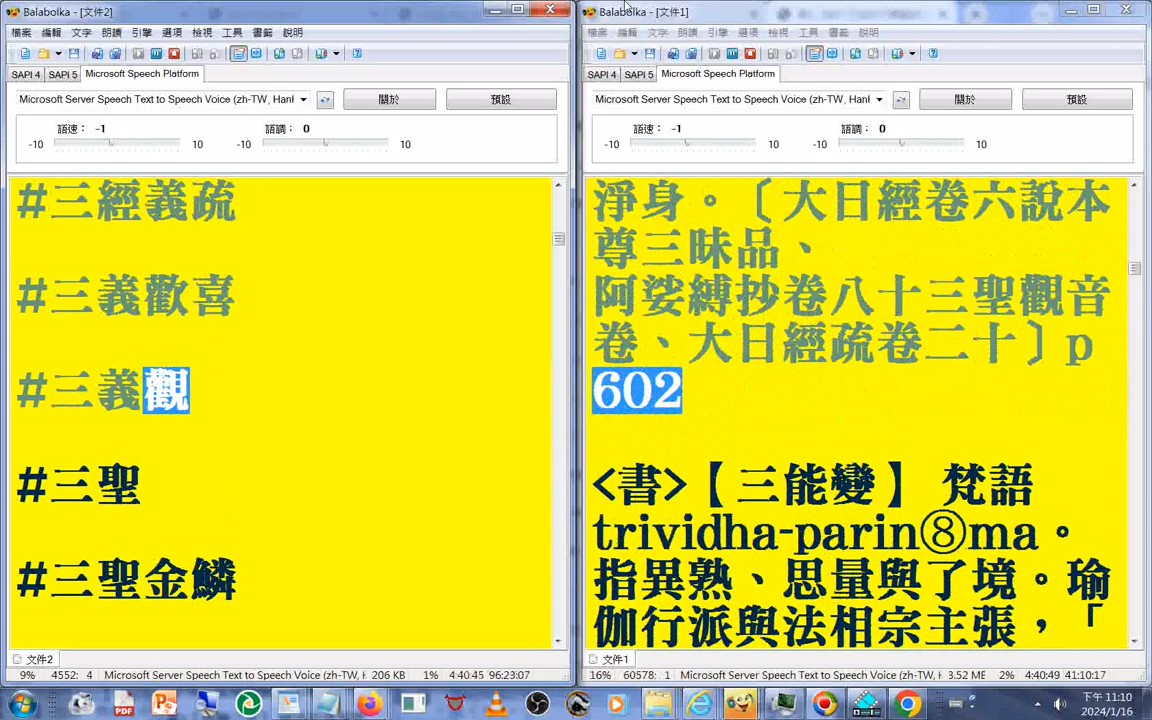 Balabolka - [文件2]
檔案 編輯 文字 朗讀 引擎 選項 檢視 工具 書籤 說明
SAPI 4 SAPI 5 Microsoft Speech Platform
Microsoft Server Speech Text to Speech Voice (zh-TW, Hanl
關於 預設
語速： -1 語調： 0
-10 10 -10 10
#三經義疏
#三義歡喜
#三義觀
#三聖
#三聖金鱗
文件2
9% 4552: 4 Microsoft Server Speech Text to Speech Voice (zh-TW, H 206 KB 1% 4:40:45 96:23:07
Balabolka - [文件1]
檔案 編輯 文字 朗讀 引擎 選項 檢視 工具 書籤 說明
SAPI 4 SAPI 5 Microsoft Speech Platform
Microsoft Server Speech Text to Speech Voice (zh-TW, Hanl
關於 預設
語速： -1 語調： 0
-10 10 -10 10
淨身。〔大日經卷六說本
尊三昧品、
阿娑縛抄卷八十三聖觀音
卷、大日經疏卷二十〕p
602
<書>【三能變】 梵語
trividha-parin⑧ma。
指異熟、思量與了境。瑜
伽行派與法相宗主張，「
文件1
16% 60578: 1 Microsoft Server Speech Text to Speech Voice (zh-TW, H 3.52 MB 2% 4:40:49 41:10:17
下午 11:10
2024/1/16